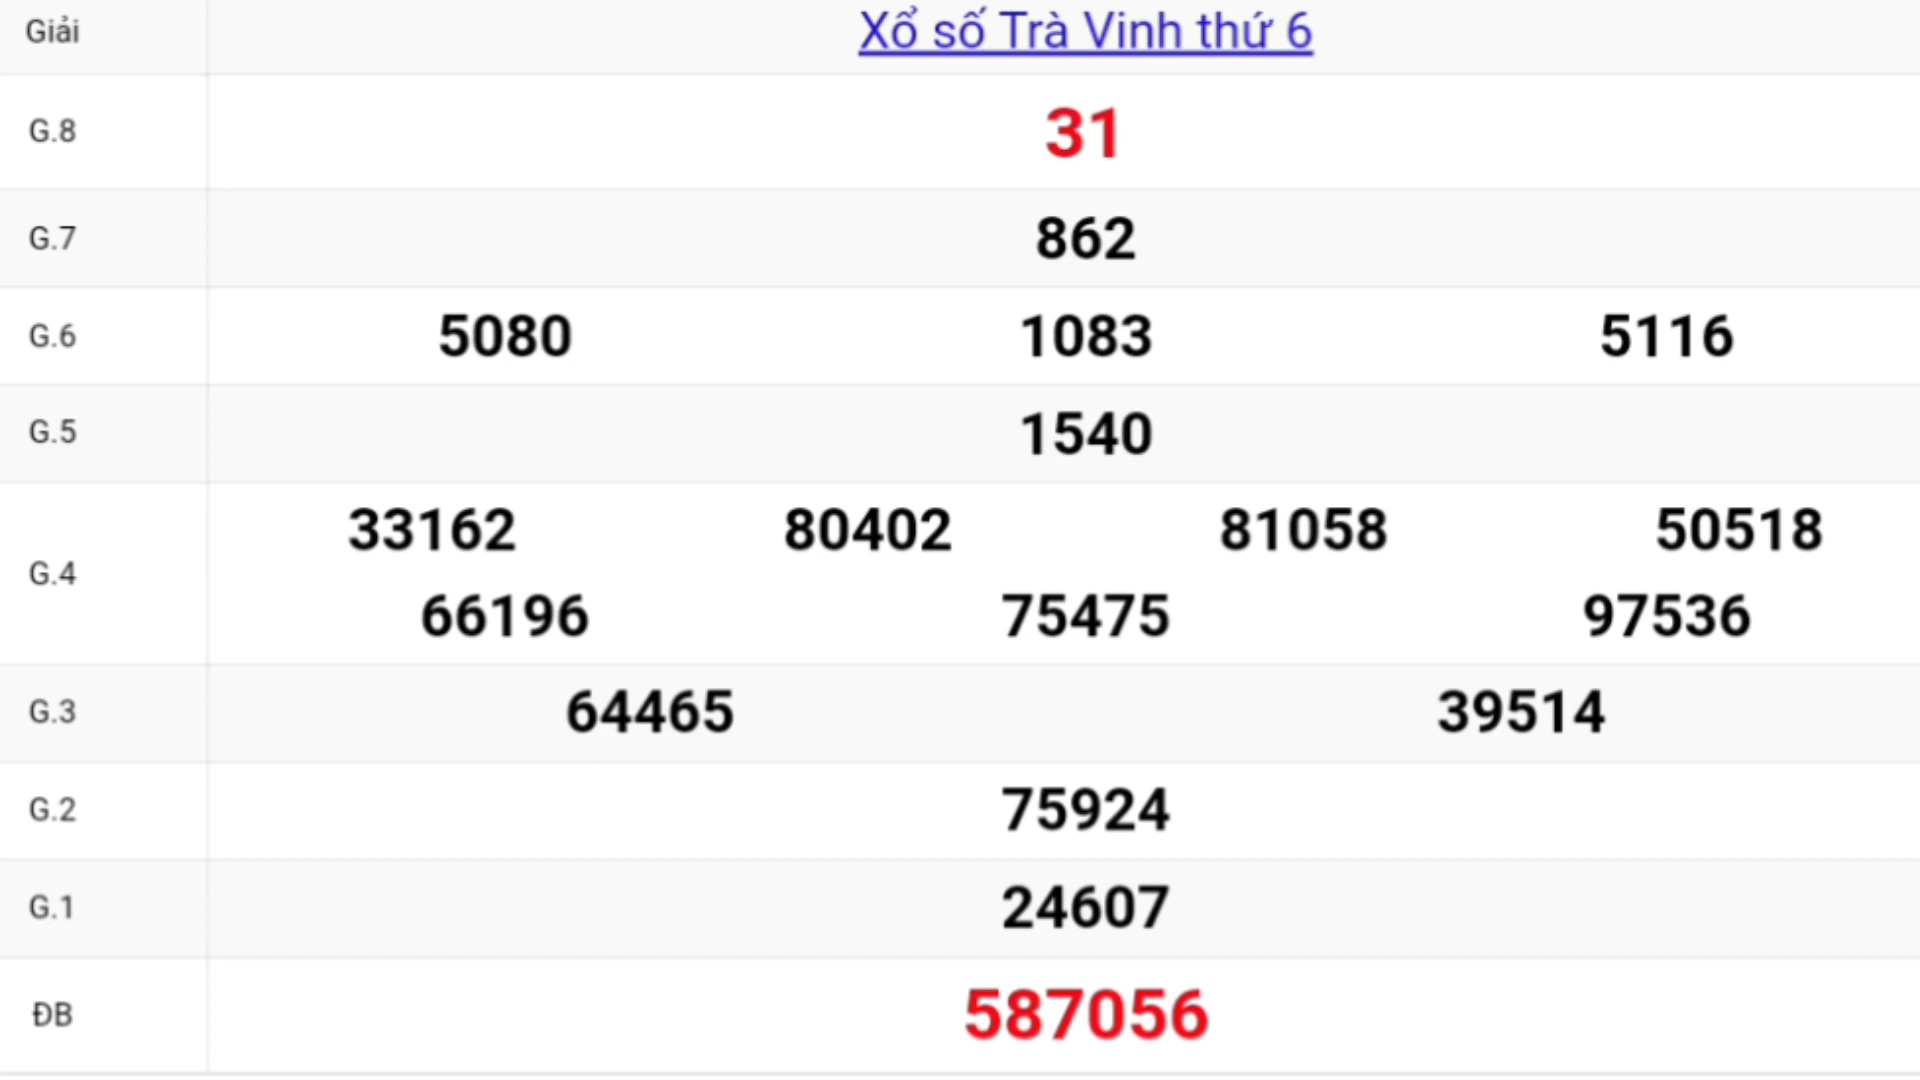 Giải Xổ số Trà Vinh thứ 6
G.8 31
G.7 862
G.6 5080 1083 5116
G.5 1540
G.4 33162 80402 81058 50518
66196 75475 97536
G.3 64465 39514
G.2 75924
G.1 24607
ĐB 587056